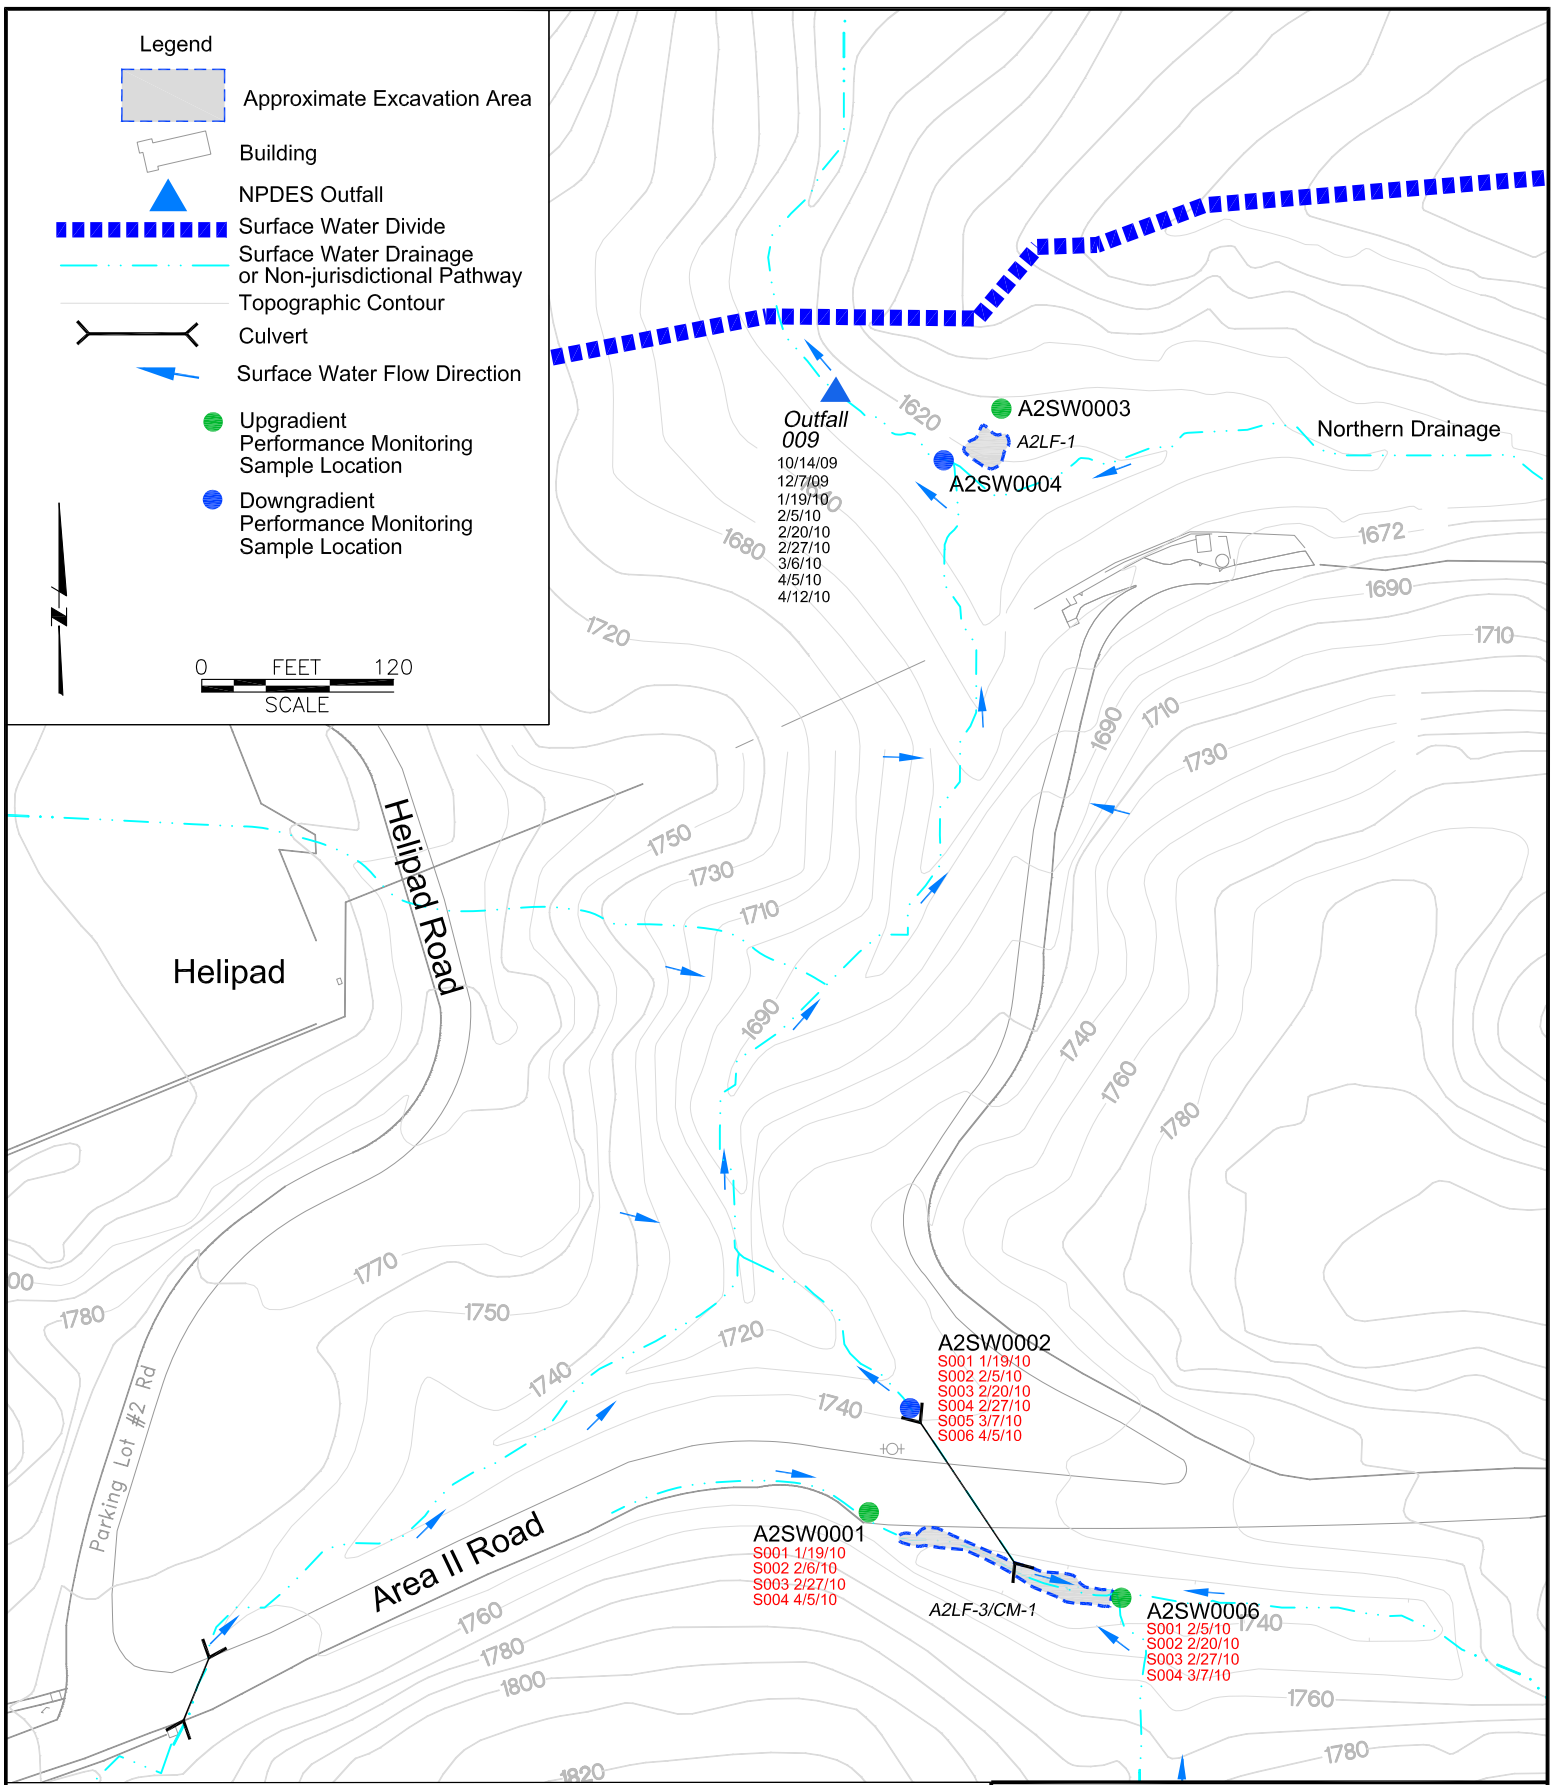 Legend
Approximate Excavation Area
Building
NPDES Outfall
Surface Water Divide
Surface Water Drainage
or Non-jurisdictional Pathway
Topographic Contour
Culvert
Surface Water Flow Direction
Upgradient
Performance Monitoring
Sample Location
Downgradient
Performance Monitoring
Sample Location
N
0 FEET 120
SCALE
1620
A2SW0003
A2LF-1
Northern Drainage
A2SW0004
Outfall
009
10/14/09
12/7/09
1/19/10
2/5/10
2/20/10
2/27/10
3/6/10
4/5/10
4/12/10
1640
1680
1672
1690
1720
1710
1690
1710
1730
Helipad Road
1750
1730
1710
Helipad
1690
1740
1760
1780
00
1780
1770
1750
1720
1740
1740
Parking Lot #2 Rd
A2SW0002
S001 1/19/10
S002 2/5/10
S003 2/20/10
S004 2/27/10
S005 3/7/10
S006 4/5/10
Area II Road
A2SW0001
S001 1/19/10
S002 2/6/10
S003 2/27/10
S004 4/5/10
A2LF-3/CM-1
A2SW0006
S001 2/5/10
S002 2/20/10
S003 2/27/10
S004 3/7/10
1740
1760
1780
1800
1760
1780
1820